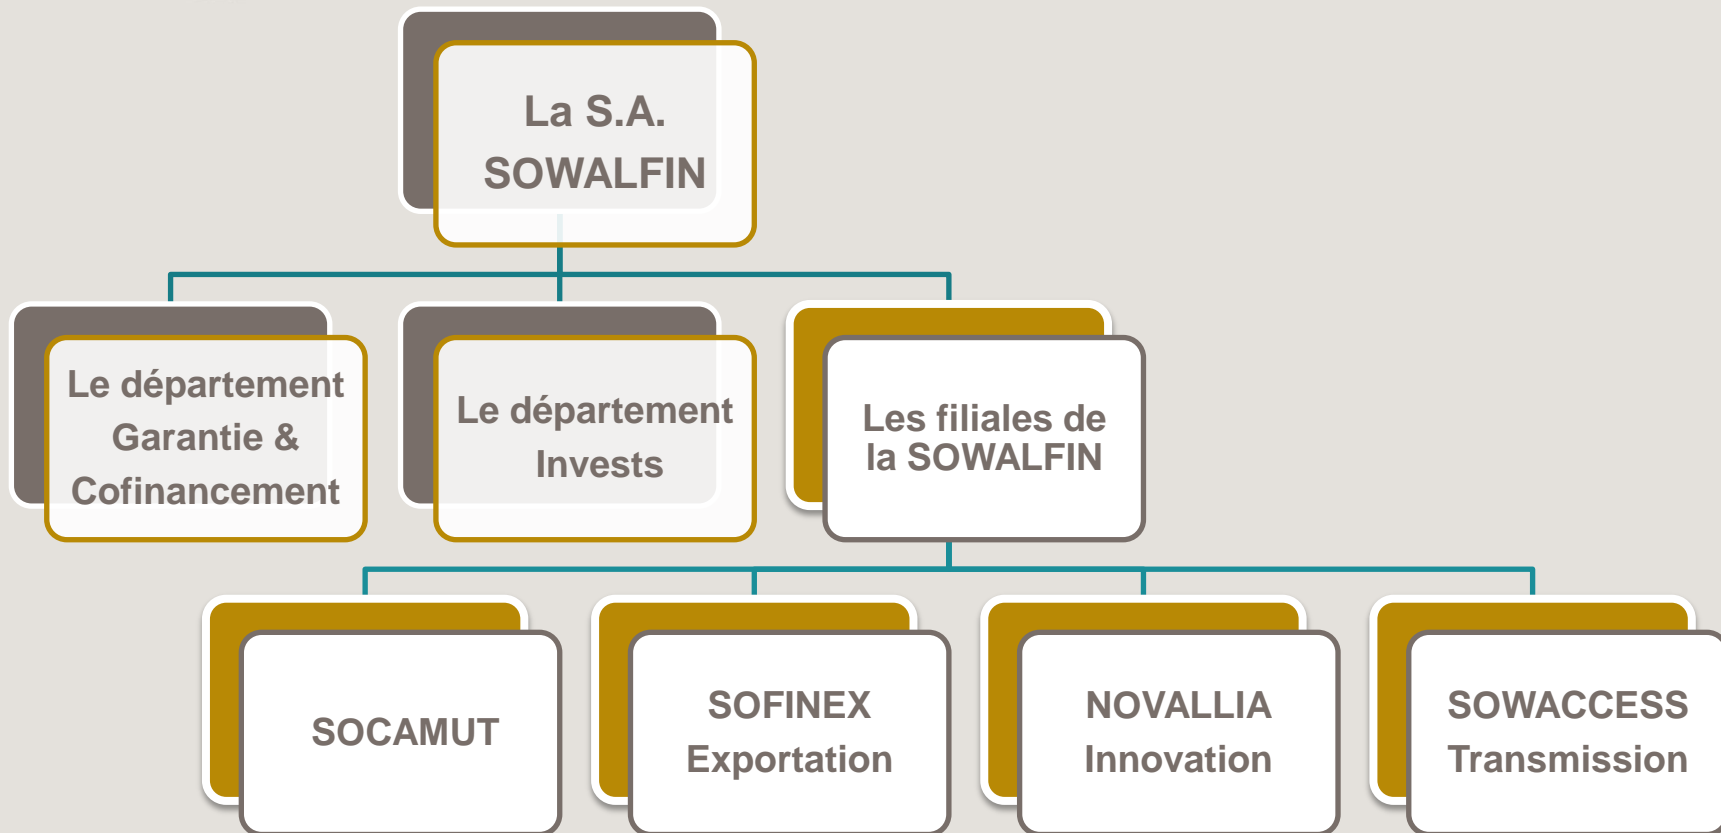 La S.A.
SOWALFIN
Le département
Garantie &
Cofinancement
Le département
Invests
Les filiales de
la SOWALFIN
SOCAMUT
SOFINEX
Exportation
NOVALLIA
Innovation
SOWACCESS
Transmission